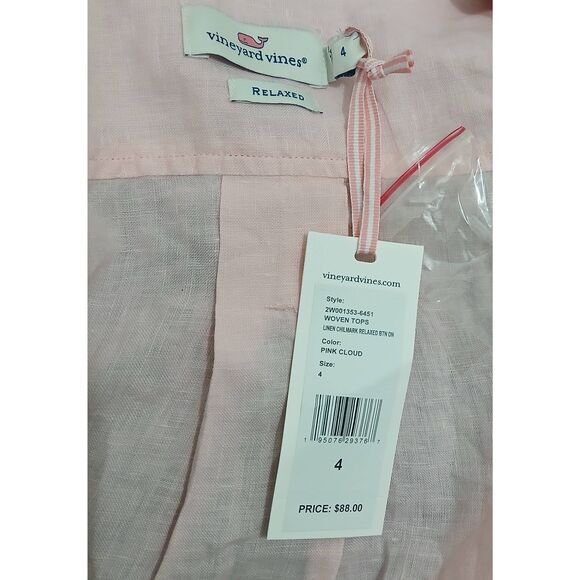 vineyard vines®
4
RELAXED
vineyardvines.com
Style:
2W001353-6451
WOVEN TOPS
LINEN CHILMARK RELAXED BTN DN
Color:
PINK CLOUD
Size:
4
1 95076 29376 7
4
PRICE: $88.00